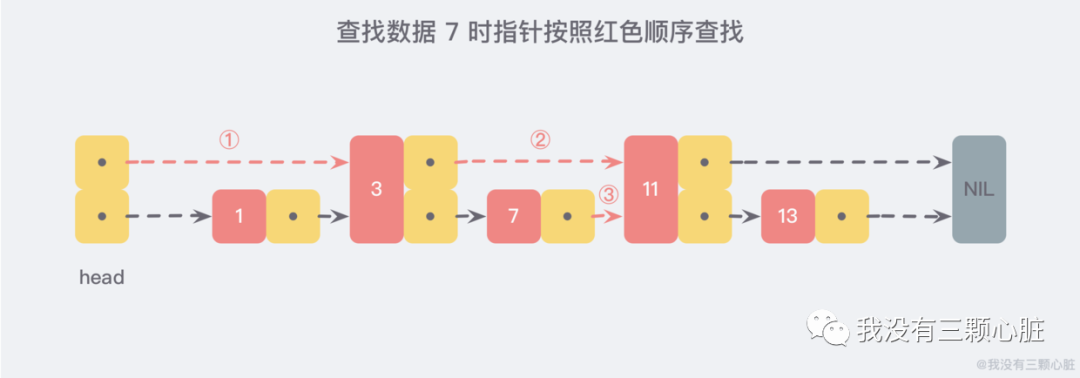 查找数据 7 时指针按照红色顺序查找
① ②
3 11 NIL
③
1 7 13
head
我没有三颗心脏
@我没有三颗心脏